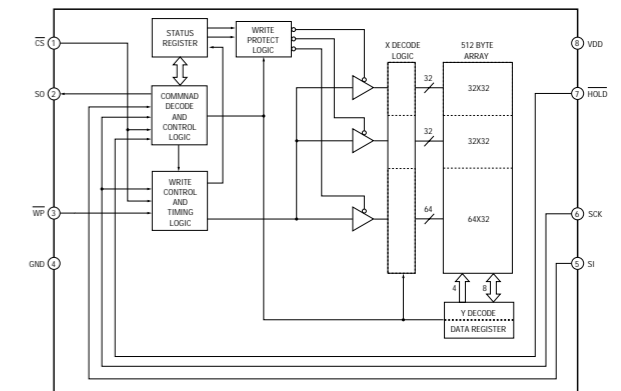 CS
1
SO
2
WP
3
GND
4
STATUS
REGISTER
COMMNAD
DECODE
AND
CONTROL
LOGIC
WRITE
CONTROL
AND
TIMING
LOGIC
WRITE
PROTECT
LOGIC
X DECODE
LOGIC
512 BYTE
ARRAY
32
32X32
32
32X32
64
64X32
4
8
Y DECODE
DATA REGISTER
8
VDD
7
HOLD
6
SCK
5
SI